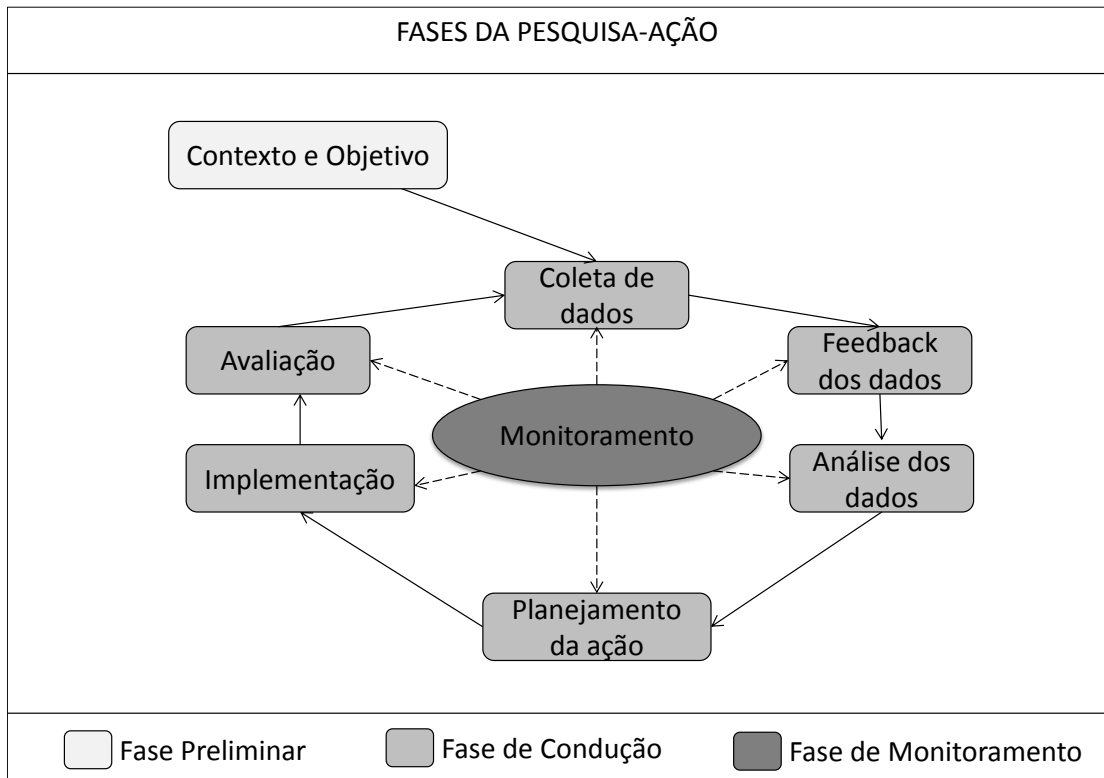 FASES DA PESQUISA-AÇÃO
Contexto e Objetivo
Coleta de
dados
Avaliação
Feedback
dos dados
Monitoramento
Implementação
Análise dos
dados
Planejamento
da ação
Fase Preliminar
Fase de Condução
Fase de Monitoramento